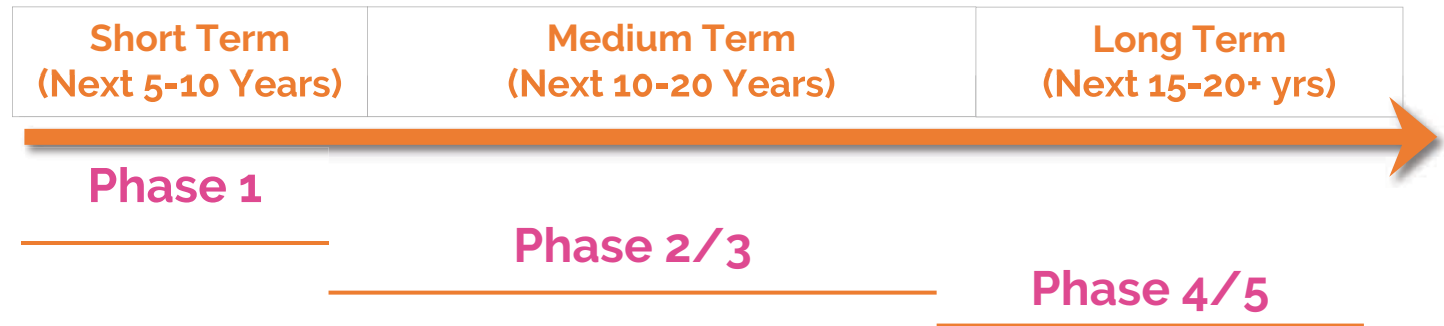 Short Term
(Next 5-10 Years)
Medium Term
(Next 10-20 Years)
Long Term
(Next 15-20+ yrs)
Phase 1
Phase 2/3
Phase 4/5